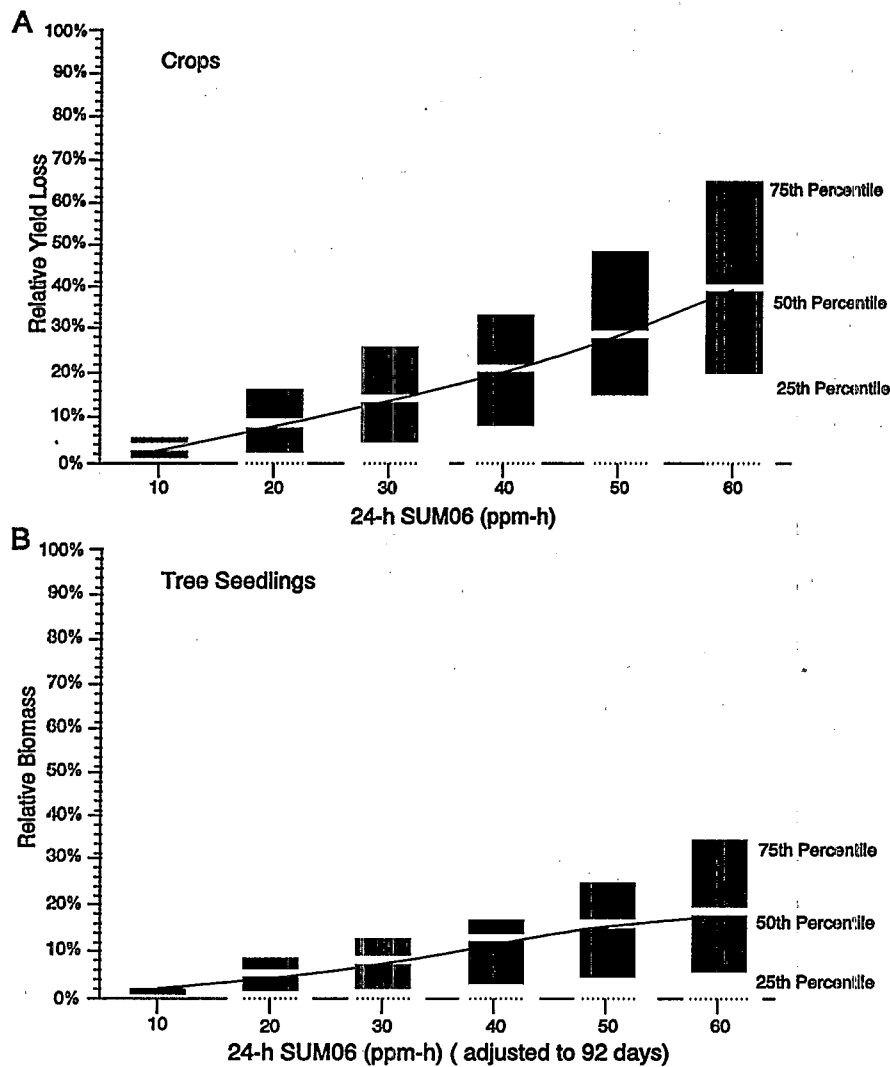 A
Crops
100%
90%
80%
70%
60%
50%
40%
30%
20%
10%
0%
Relative Yield Loss
75th Percentile
50th Percentile
25th Percentile
10 20 30 40 50 60
24-h SUM06 (ppm-h)
B
Tree Seedlings
100%
90%
80%
70%
60%
50%
40%
30%
20%
10%
0%
Relative Biomass
75th Percentile
50th Percentile
25th Percentile
10 20 30 40 50 60
24-h SUM06 (ppm-h) ( adjusted to 92 days)